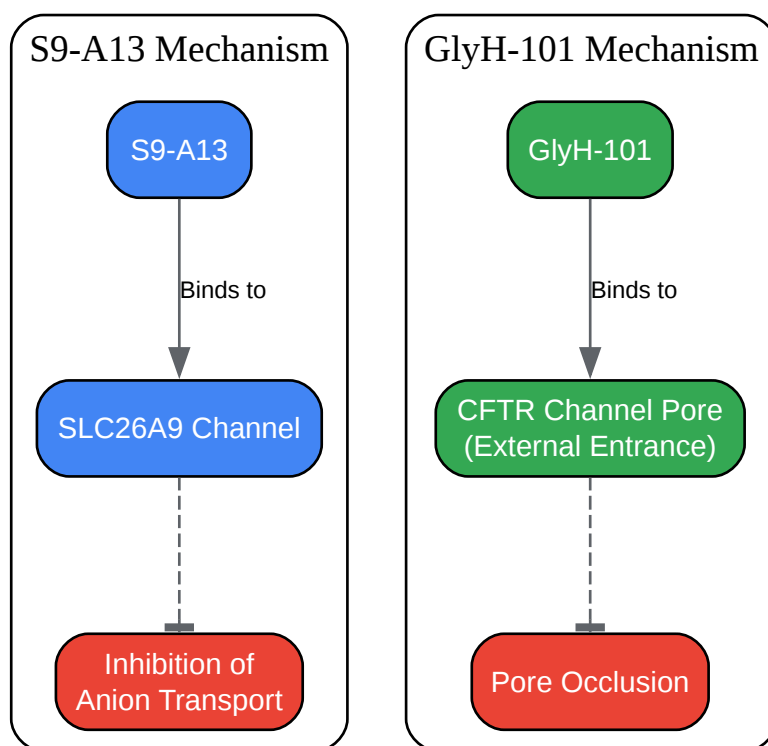 S9-A13 Mechanism
S9-A13
Binds to
SLC26A9 Channel
Inhibition of
Anion Transport
GlyH-101 Mechanism
GlyH-101
Binds to
CFTR Channel Pore
(External Entrance)
Pore Occlusion